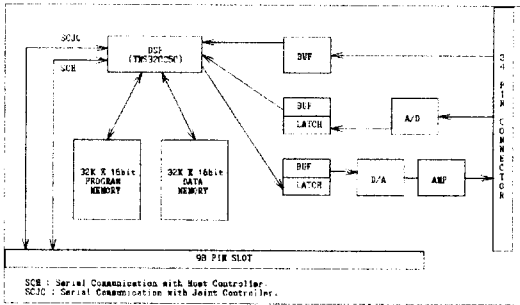 SCJC
SCH
DSP
(TMS320C50)
BUF
BUF
LATCH
A/D
BUF
LATCH
D/A
AMP
32K X 16bit
PROGRAM
MEMORY
32K X 16bit
DATA
MEMORY
34 PIN CONNECTOR
98 PIN SLOT
SCH : Serial Communication with Host Controller.
SCJC : Serial Communication with Joint Controller.